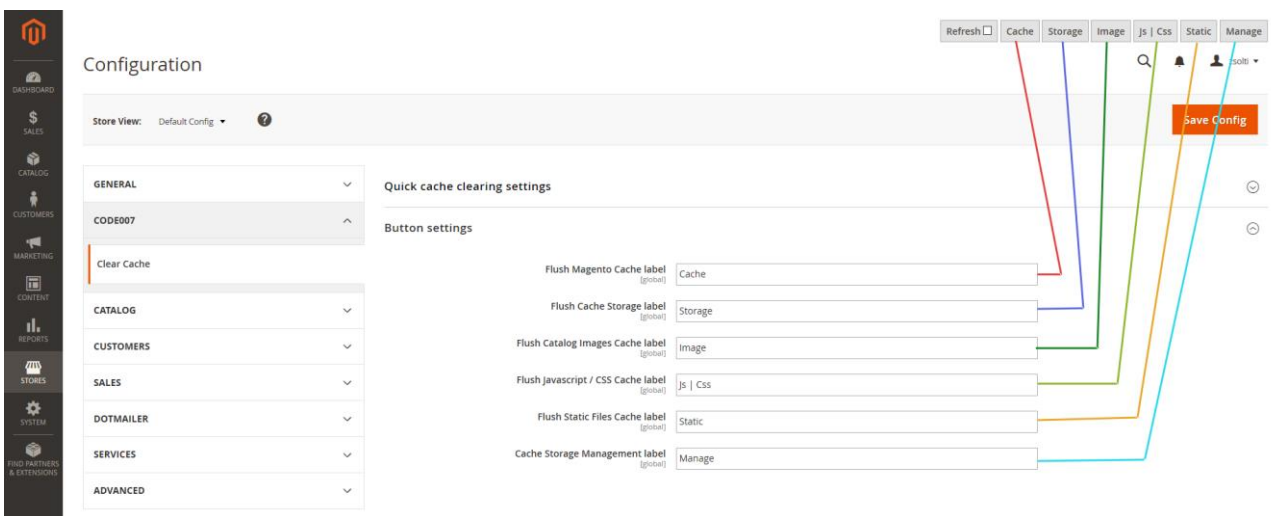 Refresh Cache Storage Image Js | Css Static Manage
Configuration
zsolti
DASHBOARD
SALES
CATALOG
CUSTOMERS
MARKETING
CONTENT
REPORTS
STORES
SYSTEM
FIND PARTNERS
& EXTENSIONS
Store View: Default Config
Save Config
GENERAL
CODE007
Clear Cache
CATALOG
CUSTOMERS
SALES
DOTMAILER
SERVICES
ADVANCED
Quick cache clearing settings
Button settings
Flush Magento Cache label Cache
[global]
Flush Cache Storage label Storage
[global]
Flush Catalog Images Cache label Image
[global]
Flush Javascript / CSS Cache label Js | Css
[global]
Flush Static Files Cache label Static
[global]
Cache Storage Management label Manage
[global]